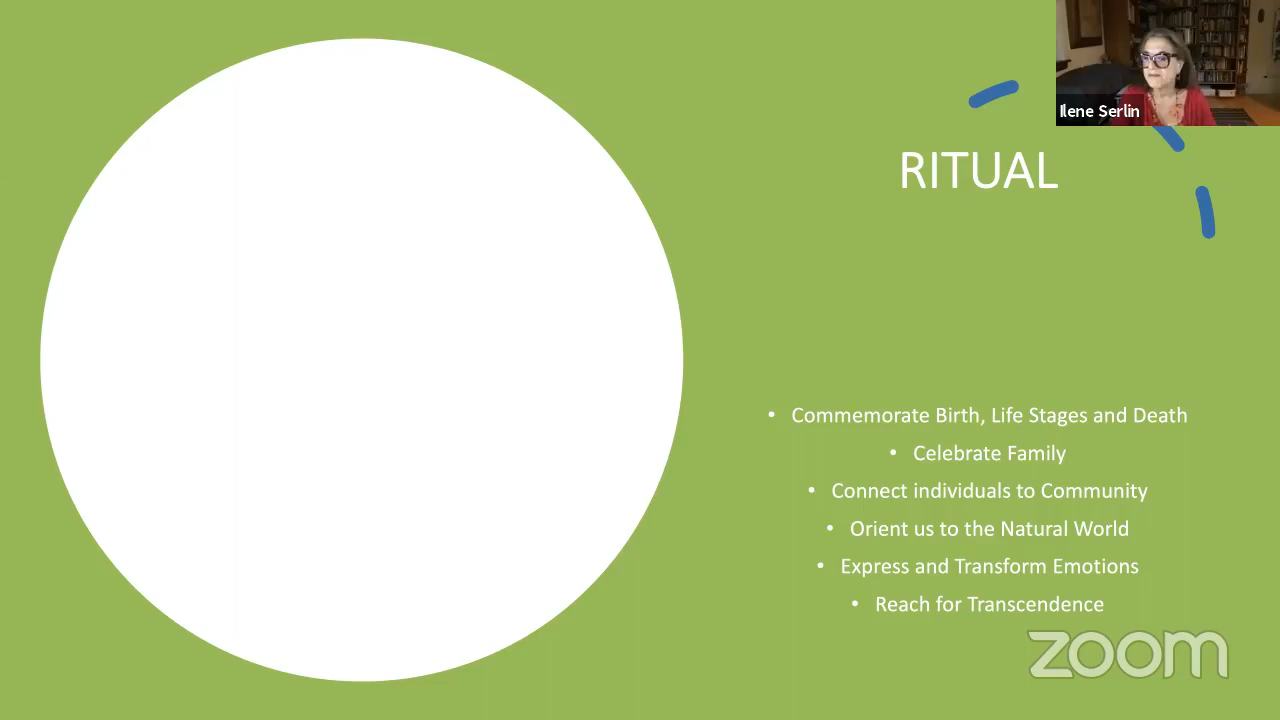 Ilene Serlin
RITUAL
• Commemorate Birth, Life Stages and Death
• Celebrate Family
• Connect individuals to Community
• Orient us to the Natural World
• Express and Transform Emotions
• Reach for Transcendence
zoom